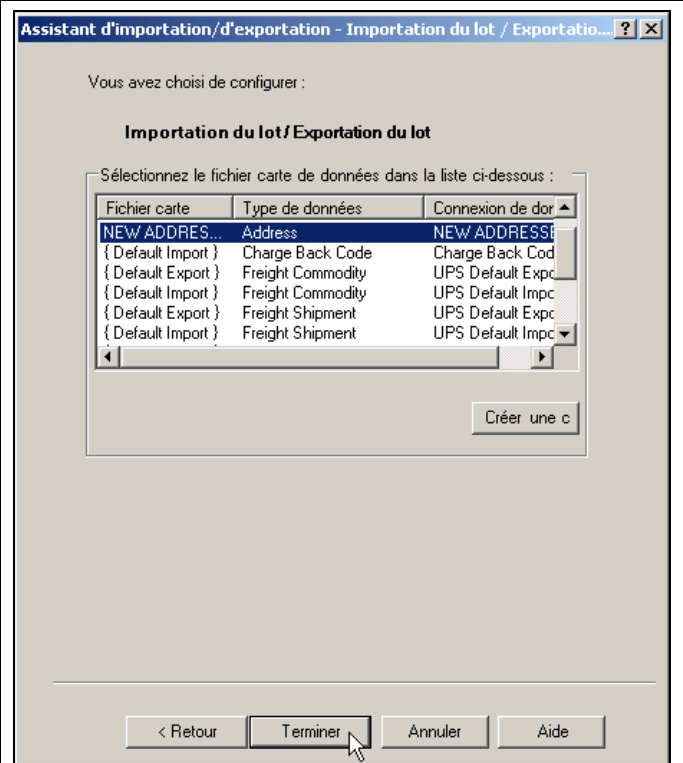 Assistant d'importation/d'exportation - Importation du lot / Exportatio....
Vous avez choisi de configurer :
Importation du lot / Exportation du lot
Sélectionnez le fichier carte de données dans la liste ci-dessous :
Fichier carte Type de données Connexion de dor
NEW ADDRES... Address NEW ADDRESSE
{ Default Import } Charge Back Code Charge Back Cod
{ Default Export } Freight Commodity UPS Default Expo
{ Default Import } Freight Commodity UPS Default Impo
{ Default Export } Freight Shipment UPS Default Expo
{ Default Import } Freight Shipment UPS Default Impo
Créer une c
< Retour Terminer Annuler Aide